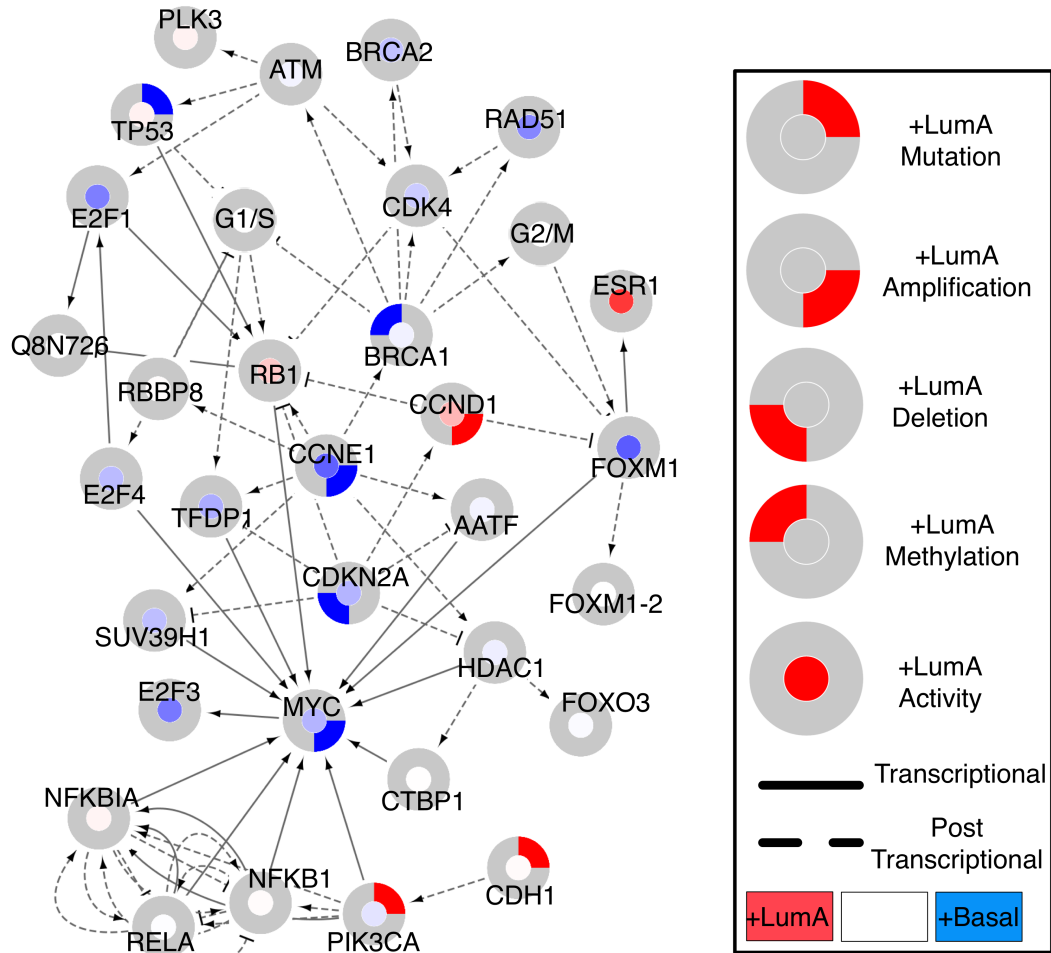 PLK3
ATM
BRCA2
TP53
RAD51
E2F1
G1/S
CDK4
G2/M
ESR1
Q8N726
RB1
BRCA1
RBBP8
CCND1
CCNE1
FOXM1
E2F4
TFDP1
AATF
CDKN2A
FOXM1-2
SUV39H1
HDAC1
E2F3
MYC
FOXO3
CTBP1
NFKBIA
NFKB1
CDH1
RELA
PIK3CA
+LumA
Mutation
+LumA
Amplification
+LumA
Deletion
+LumA
Methylation
+LumA
Activity
Transcriptional
Post
Transcriptional
+LumA
+Basal